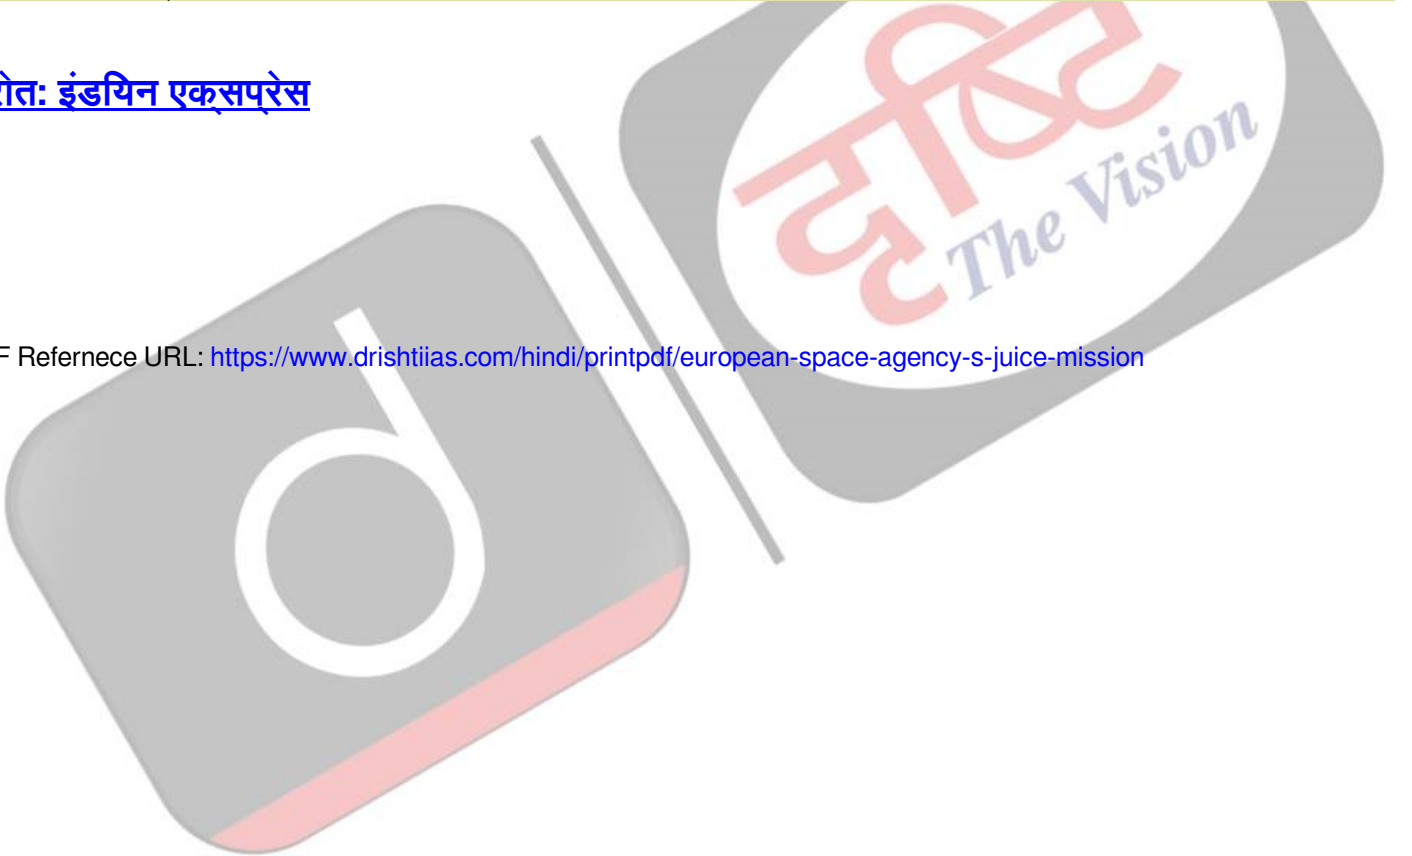 रोत: इंडयिन एक्सप्रेस
दृष्टि
The Vision
d
F Refernece URL: https://www.drishtiias.com/hindi/printpdf/european-space-agency-s-juice-mission